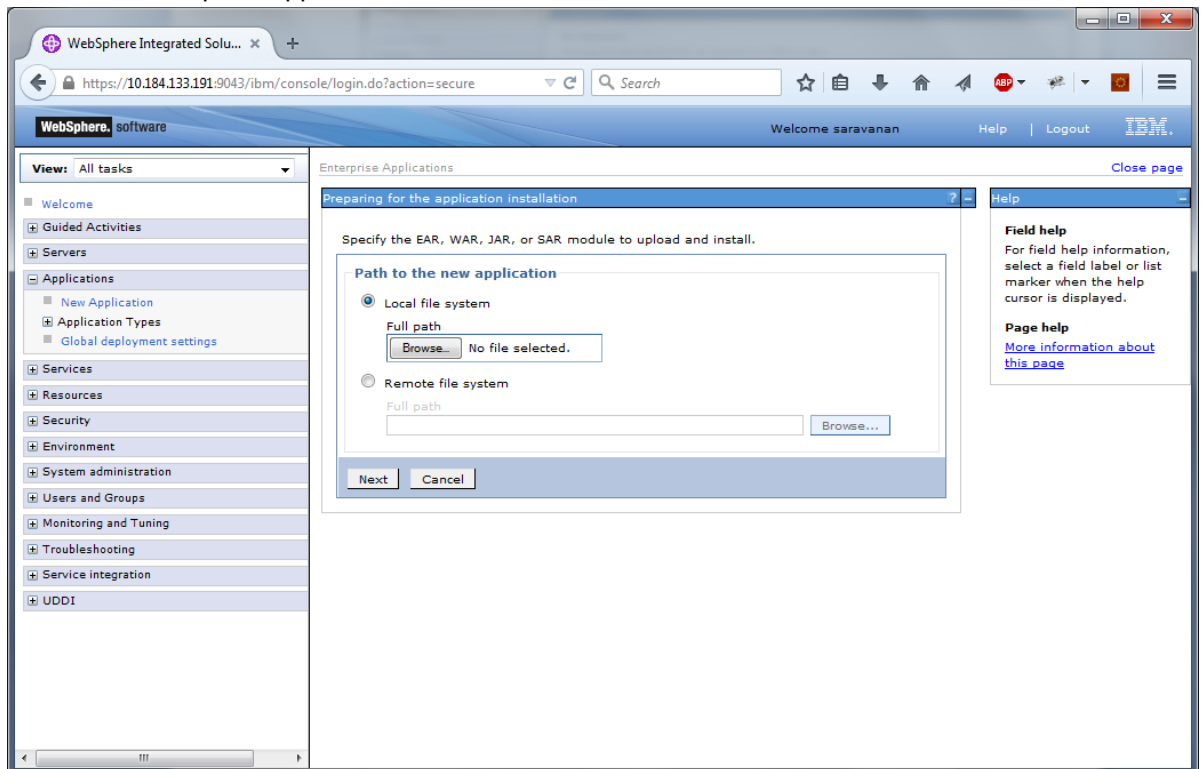 WebSphere Integrated Solu...
https://10.184.133.191:9043/ibm/console/login.do?action=secure
Search
ABP
WebSphere. software
Welcome saravanan
Help | Logout
IBM.
View: All tasks
Welcome
Guided Activities
Servers
Applications
New Application
Application Types
Global deployment settings
Services
Resources
Security
Environment
System administration
Users and Groups
Monitoring and Tuning
Troubleshooting
Service integration
UDDI
Enterprise Applications
Close page
Preparing for the application installation
?
Specify the EAR, WAR, JAR, or SAR module to upload and install.
Path to the new application
Local file system
Full path
Browse... No file selected.
Remote file system
Full path
Browse...
Next Cancel
Help
Field help
For field help information,
select a field label or list
marker when the help
cursor is displayed.
Page help
More information about
this page